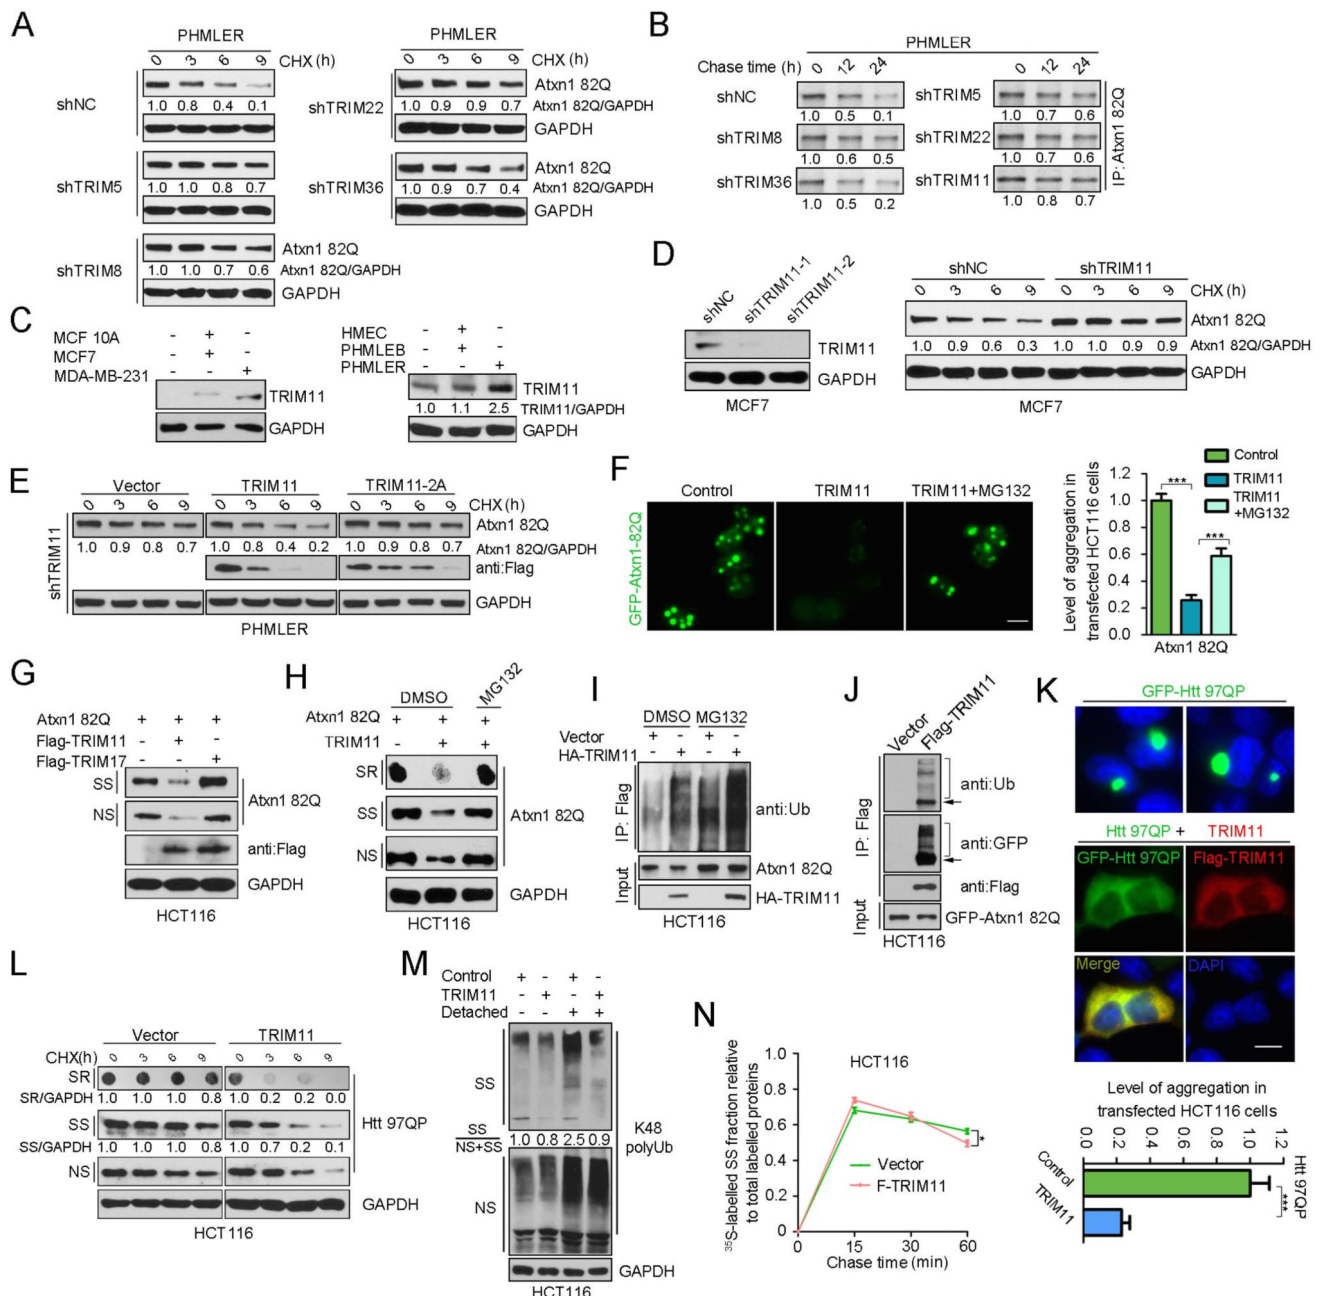 A
PHMLER
0 3 6 9 CHX (h)
shNC
1.0 0.8 0.4 0.1
shTRIM5
1.0 1.0 0.8 0.7
shTRIM8
Atxn1 82Q
1.0 1.0 0.7 0.6 Atxn1 82Q/GAPDH
GAPDH
PHMLER
0 3 6 9 CHX (h)
Atxn1 82Q
shTRIM22 1.0 0.9 0.9 0.7 Atxn1 82Q/GAPDH
GAPDH
Atxn1 82Q
shTRIM36 1.0 0.9 0.7 0.4 Atxn1 82Q/GAPDH
GAPDH
B
PHMLER
Chase time (h) 0 12 24 0 12 24
shNC shTRIM5
1.0 0.5 0.1 1.0 0.7 0.6
shTRIM8 shTRIM22
1.0 0.6 0.5 1.0 0.7 0.6
shTRIM36 shTRIM11
1.0 0.5 0.2 1.0 0.8 0.7
IP: Atxn1 82Q
C
MCF 10A - + -
MCF7 - + -
MDA-MB-231 - - +
TRIM11
GAPDH
HMEC - + -
PHMLEB - + -
PHMLER - - +
TRIM11
1.0 1.1 2.5 TRIM11/GAPDH
GAPDH
D
shNC shTRIM11-1 shTRIM11-2
TRIM11
GAPDH
MCF7
shNC shTRIM11
0 3 6 9 0 3 6 9 CHX (h)
Atxn1 82Q
1.0 0.9 0.6 0.3 1.0 1.0 0.9 0.9 Atxn1 82Q/GAPDH
GAPDH
MCF7
E
Vector TRIM11 TRIM11-2A
0 3 6 9 0 3 6 9 0 3 6 9 CHX (h)
Atxn1 82Q
1.0 0.9 0.8 0.7 1.0 0.8 0.4 0.2 1.0 0.9 0.8 0.7 Atxn1 82Q/GAPDH
anti:Flag
GAPDH
shTRIM11
PHMLER
F
Control TRIM11 TRIM11+MG132
GFP-Atxn1-82Q
Level of aggregation in
transfected HCT116 cells
1.2
1.0
0.8
0.6
0.4
0.2
0.0
*** ***
Control
TRIM11
TRIM11
+MG132
Atxn1 82Q
G
Atxn1 82Q + + +
Flag-TRIM11 - + -
Flag-TRIM17 - - +
SS
NS
Atxn1 82Q
anti:Flag
GAPDH
HCT116
H
DMSO MG132
Atxn1 82Q + + +
TRIM11 - + +
SR
SS Atxn1 82Q
NS
GAPDH
HCT116
I
DMSO MG132
Vector + - + -
HA-TRIM11 - + - +
IP: Flag
anti:Ub
Input
Atxn1 82Q
HA-TRIM11
HCT116
J
Vector Flag-TRIM11
IP: Flag
anti:Ub
anti:GFP
anti:Flag
Input
GFP-Atxn1 82Q
HCT116
K
GFP-Htt 97QP
Htt 97QP + TRIM11
GFP-Htt 97QP Flag-TRIM11
Merge DAPI
Level of aggregation in
transfected HCT116 cells
0.0 0.2 0.4 0.6 0.8 1.0 1.2
Control
TRIM11
***
Htt 97QP
L
Vector TRIM11
CHX(h) 0 3 6 9 0 3 6 9
SR
SR/GAPDH 1.0 1.0 1.0 0.8 1.0 0.2 0.2 0.0
SS Htt 97QP
SS/GAPDH 1.0 1.0 1.0 0.8 1.0 0.7 0.2 0.1
NS
GAPDH
HCT116
M
Control + - + -
TRIM11 - + - +
Detached - - + +
SS
SS
NS+SS 1.0 0.8 2.5 0.9
K48
polyUb
NS
GAPDH
HCT116
N
HCT116
³⁵S-labelled SS fraction relative
to total labelled proteins
1.0
0.8
0.6
0.4
0.2
0
*
Vector
F-TRIM11
0 15 30 60
Chase time (min)